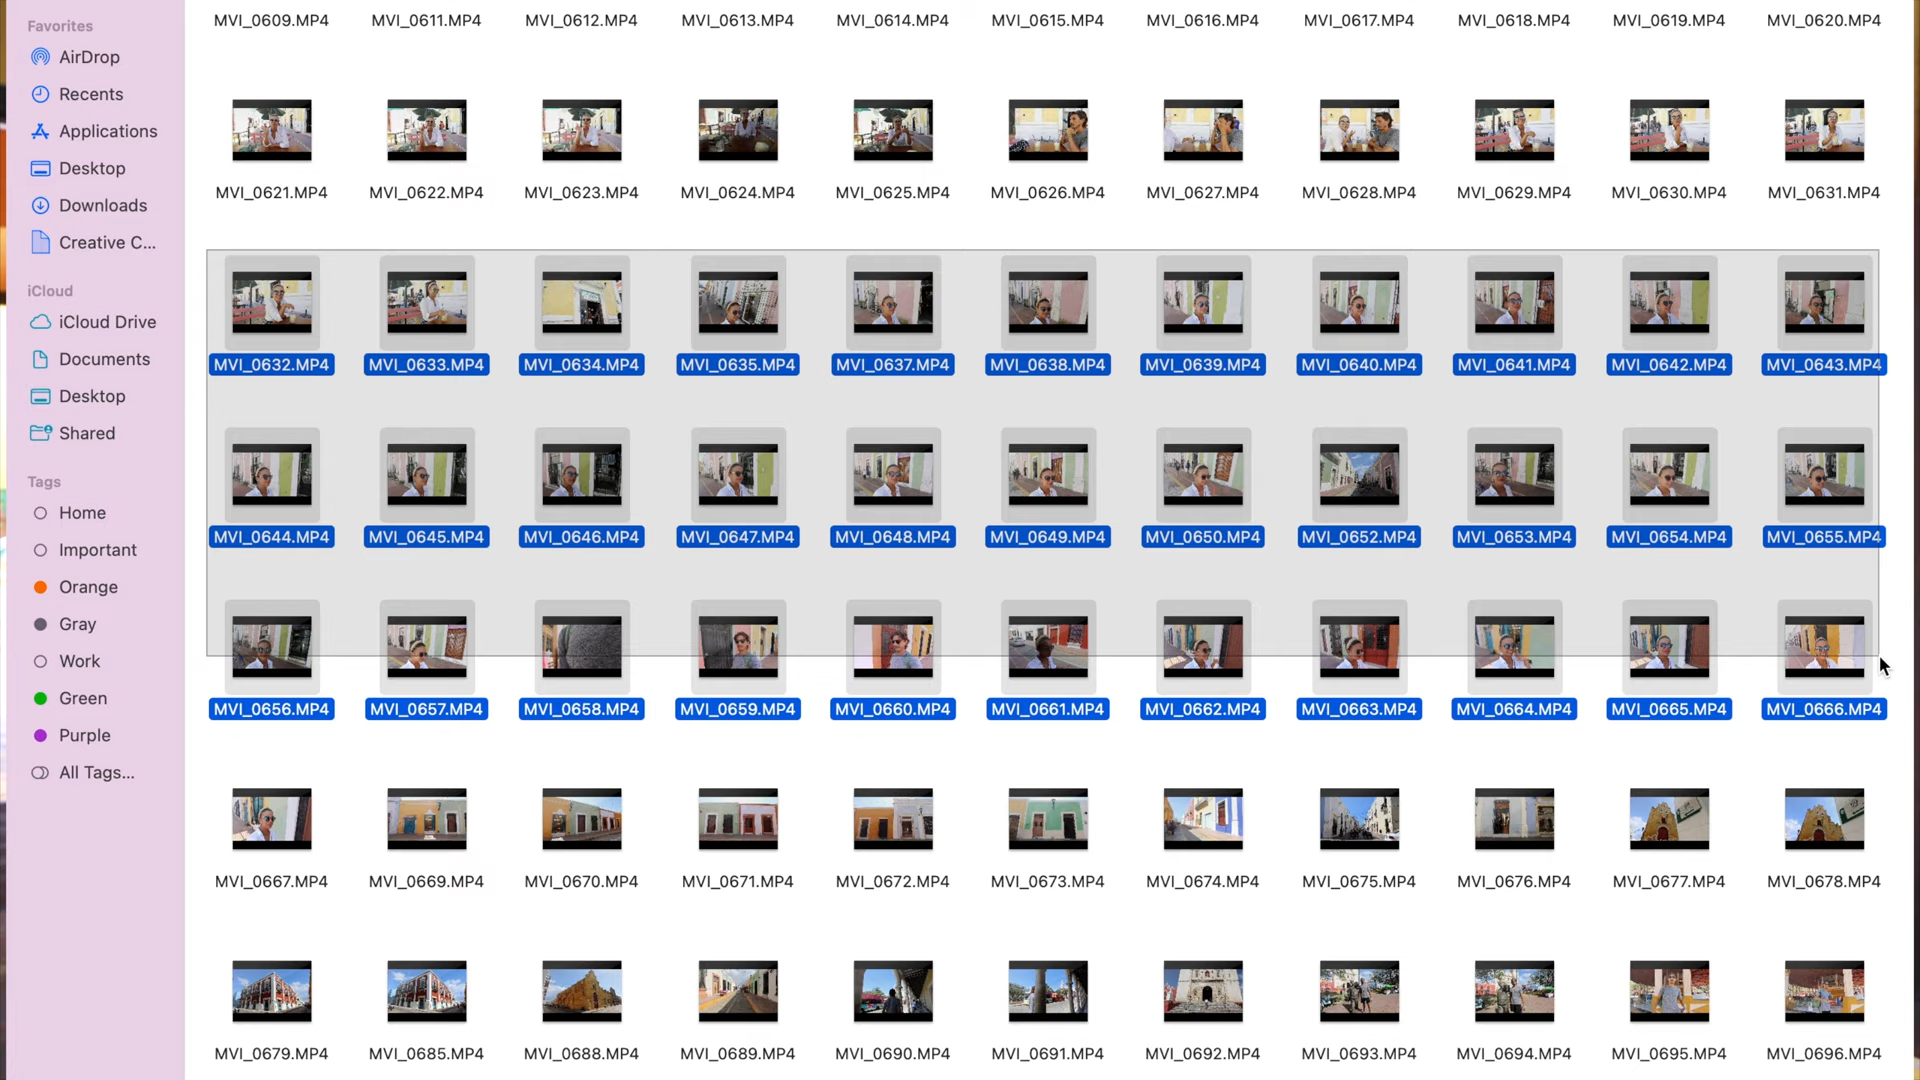 Favorites
AirDrop
Recents
Applications
Desktop
Downloads
Creative C...
iCloud
iCloud Drive
Documents
Desktop
Shared
Tags
Home
Important
Orange
Gray
Work
Green
Purple
All Tags...
MVI_0609.MP4 MVI_0611.MP4 MVI_0612.MP4 MVI_0613.MP4 MVI_0614.MP4 MVI_0615.MP4 MVI_0616.MP4 MVI_0617.MP4 MVI_0618.MP4 MVI_0619.MP4 MVI_0620.MP4
MVI_0621.MP4 MVI_0622.MP4 MVI_0623.MP4 MVI_0624.MP4 MVI_0625.MP4 MVI_0626.MP4 MVI_0627.MP4 MVI_0628.MP4 MVI_0629.MP4 MVI_0630.MP4 MVI_0631.MP4
MVI_0632.MP4 MVI_0633.MP4 MVI_0634.MP4 MVI_0635.MP4 MVI_0637.MP4 MVI_0638.MP4 MVI_0639.MP4 MVI_0640.MP4 MVI_0641.MP4 MVI_0642.MP4 MVI_0643.MP4
MVI_0644.MP4 MVI_0645.MP4 MVI_0646.MP4 MVI_0647.MP4 MVI_0648.MP4 MVI_0649.MP4 MVI_0650.MP4 MVI_0652.MP4 MVI_0653.MP4 MVI_0654.MP4 MVI_0655.MP4
MVI_0656.MP4 MVI_0657.MP4 MVI_0658.MP4 MVI_0659.MP4 MVI_0660.MP4 MVI_0661.MP4 MVI_0662.MP4 MVI_0663.MP4 MVI_0664.MP4 MVI_0665.MP4 MVI_0666.MP4
MVI_0667.MP4 MVI_0669.MP4 MVI_0670.MP4 MVI_0671.MP4 MVI_0672.MP4 MVI_0673.MP4 MVI_0674.MP4 MVI_0675.MP4 MVI_0676.MP4 MVI_0677.MP4 MVI_0678.MP4
MVI_0679.MP4 MVI_0685.MP4 MVI_0688.MP4 MVI_0689.MP4 MVI_0690.MP4 MVI_0691.MP4 MVI_0692.MP4 MVI_0693.MP4 MVI_0694.MP4 MVI_0695.MP4 MVI_0696.MP4